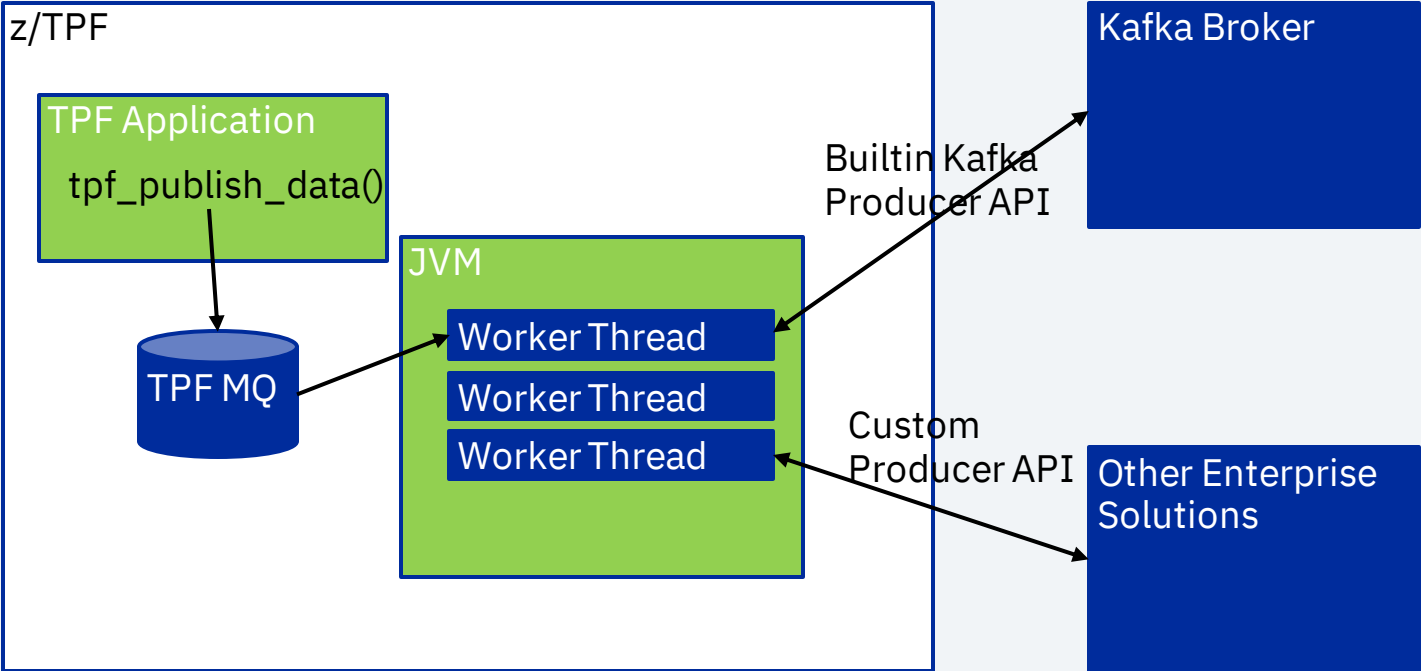 z/TPF
Kafka Broker
TPF Application
tpf_publish_data()
Builtin Kafka
Producer API
JVM
Worker Thread
TPF MQ
Worker Thread
Worker Thread
Custom
Producer API
Other Enterprise
Solutions